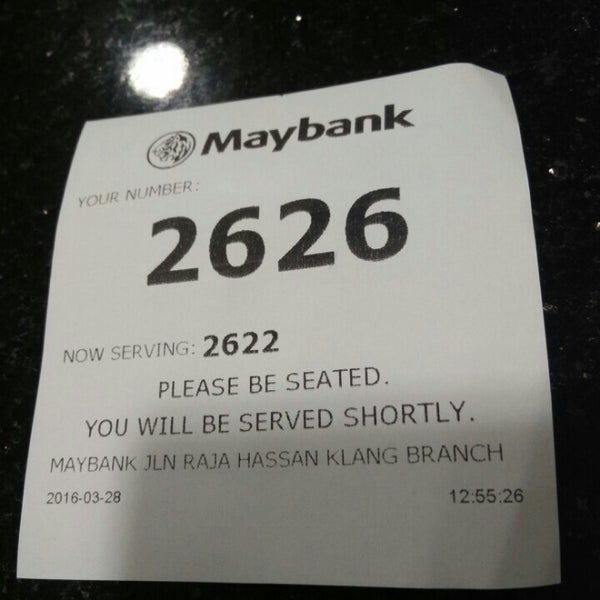 Maybank
YOUR NUMBER:
2626
NOW SERVING: 2622
PLEASE BE SEATED.
YOU WILL BE SERVED SHORTLY.
MAYBANK JLN RAJA HASSAN KLANG BRANCH
2016-03-28 12:55:26